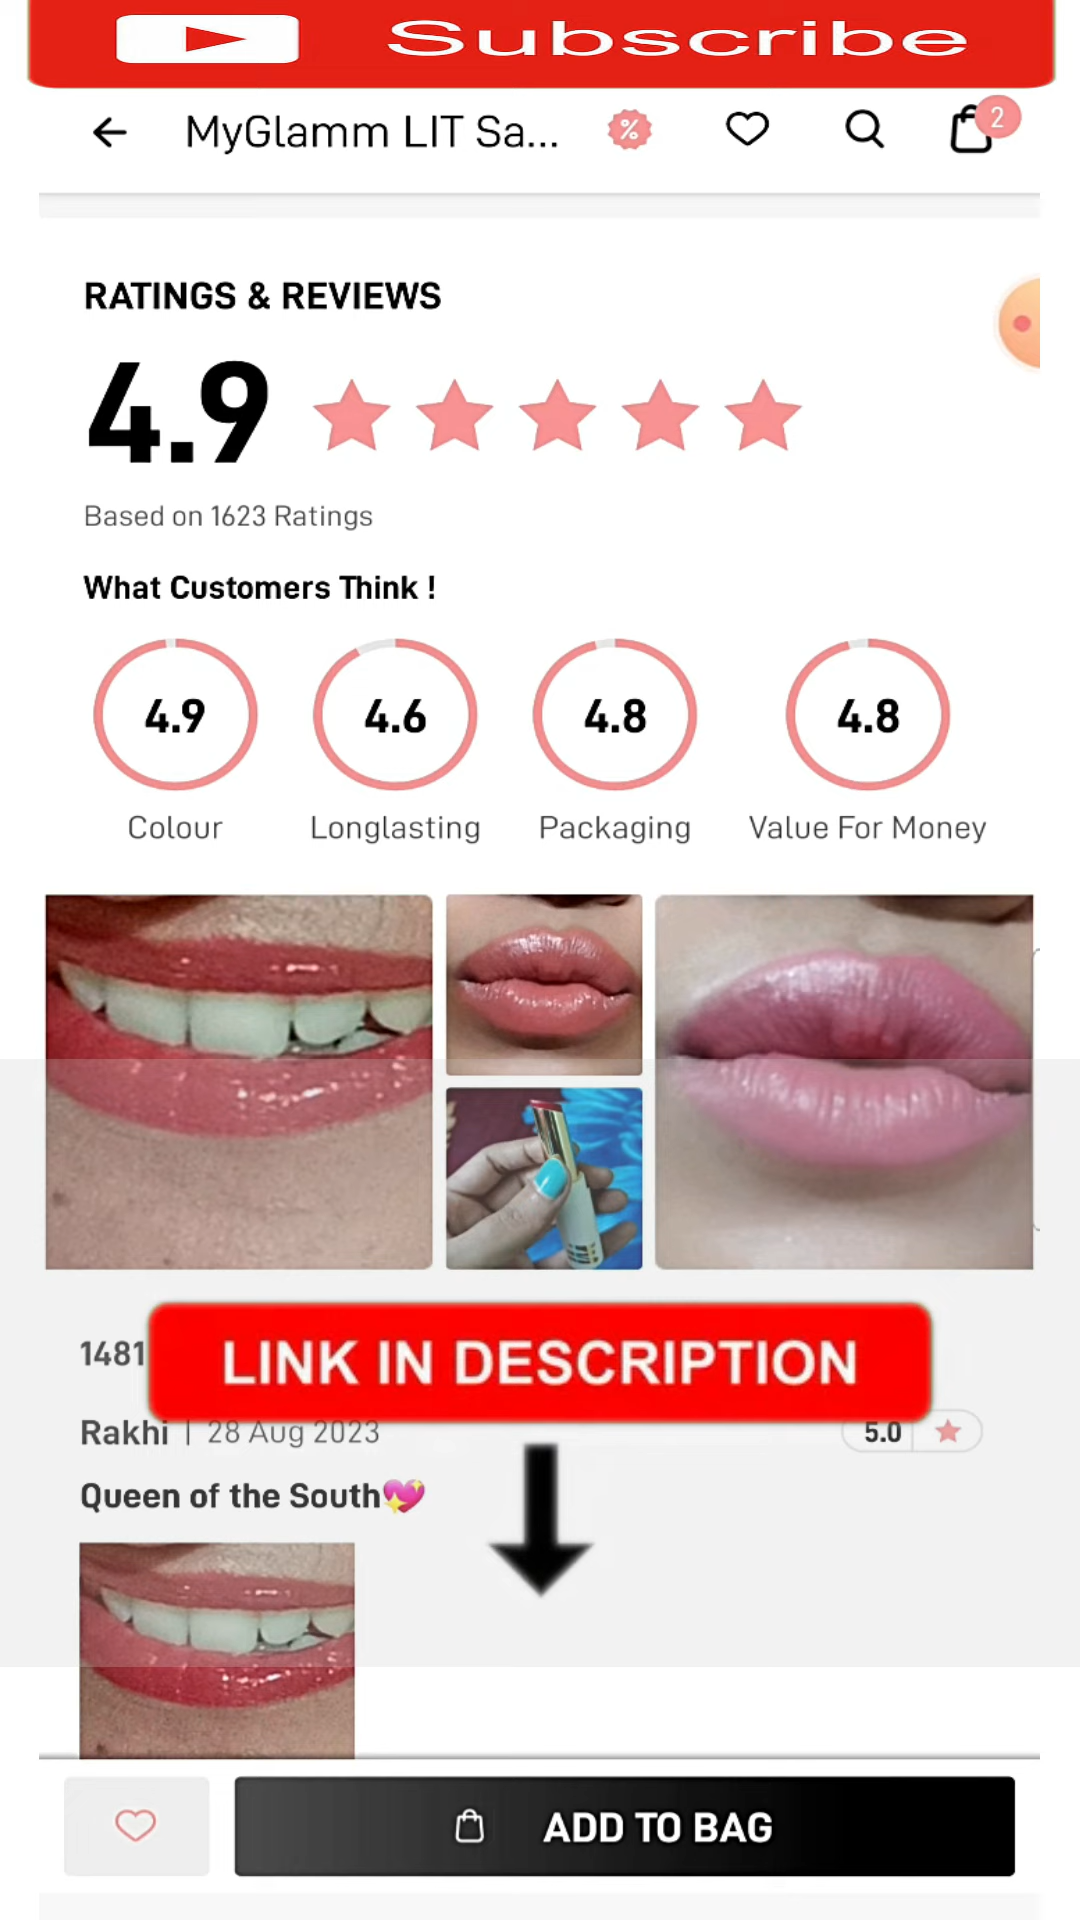 Subscribe
MyGlamm LIT Sa...
%
2
RATINGS & REVIEWS
4.9
Based on 1623 Ratings
What Customers Think !
4.9 4.6 4.8 4.8
Colour Longlasting Packaging Value For Money
1481
LINK IN DESCRIPTION
Rakhi | 28 Aug 2023 5.0
Queen of the South💖
ADD TO BAG